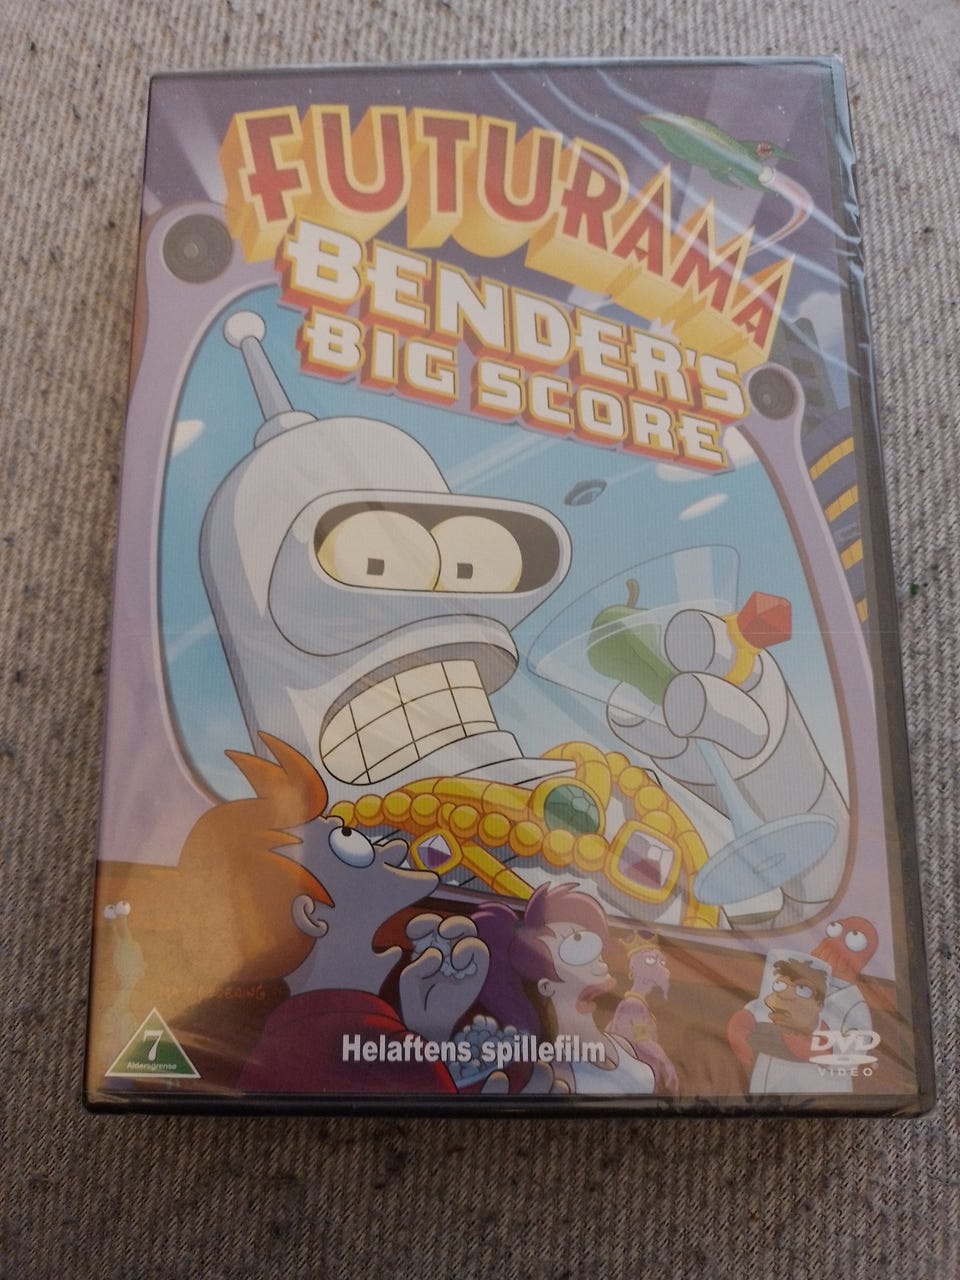 FUTURAMA
BENDER'S
BIG SCORE
7
Aldersgrense
Helaftens spillefilm
DVD
VIDEO